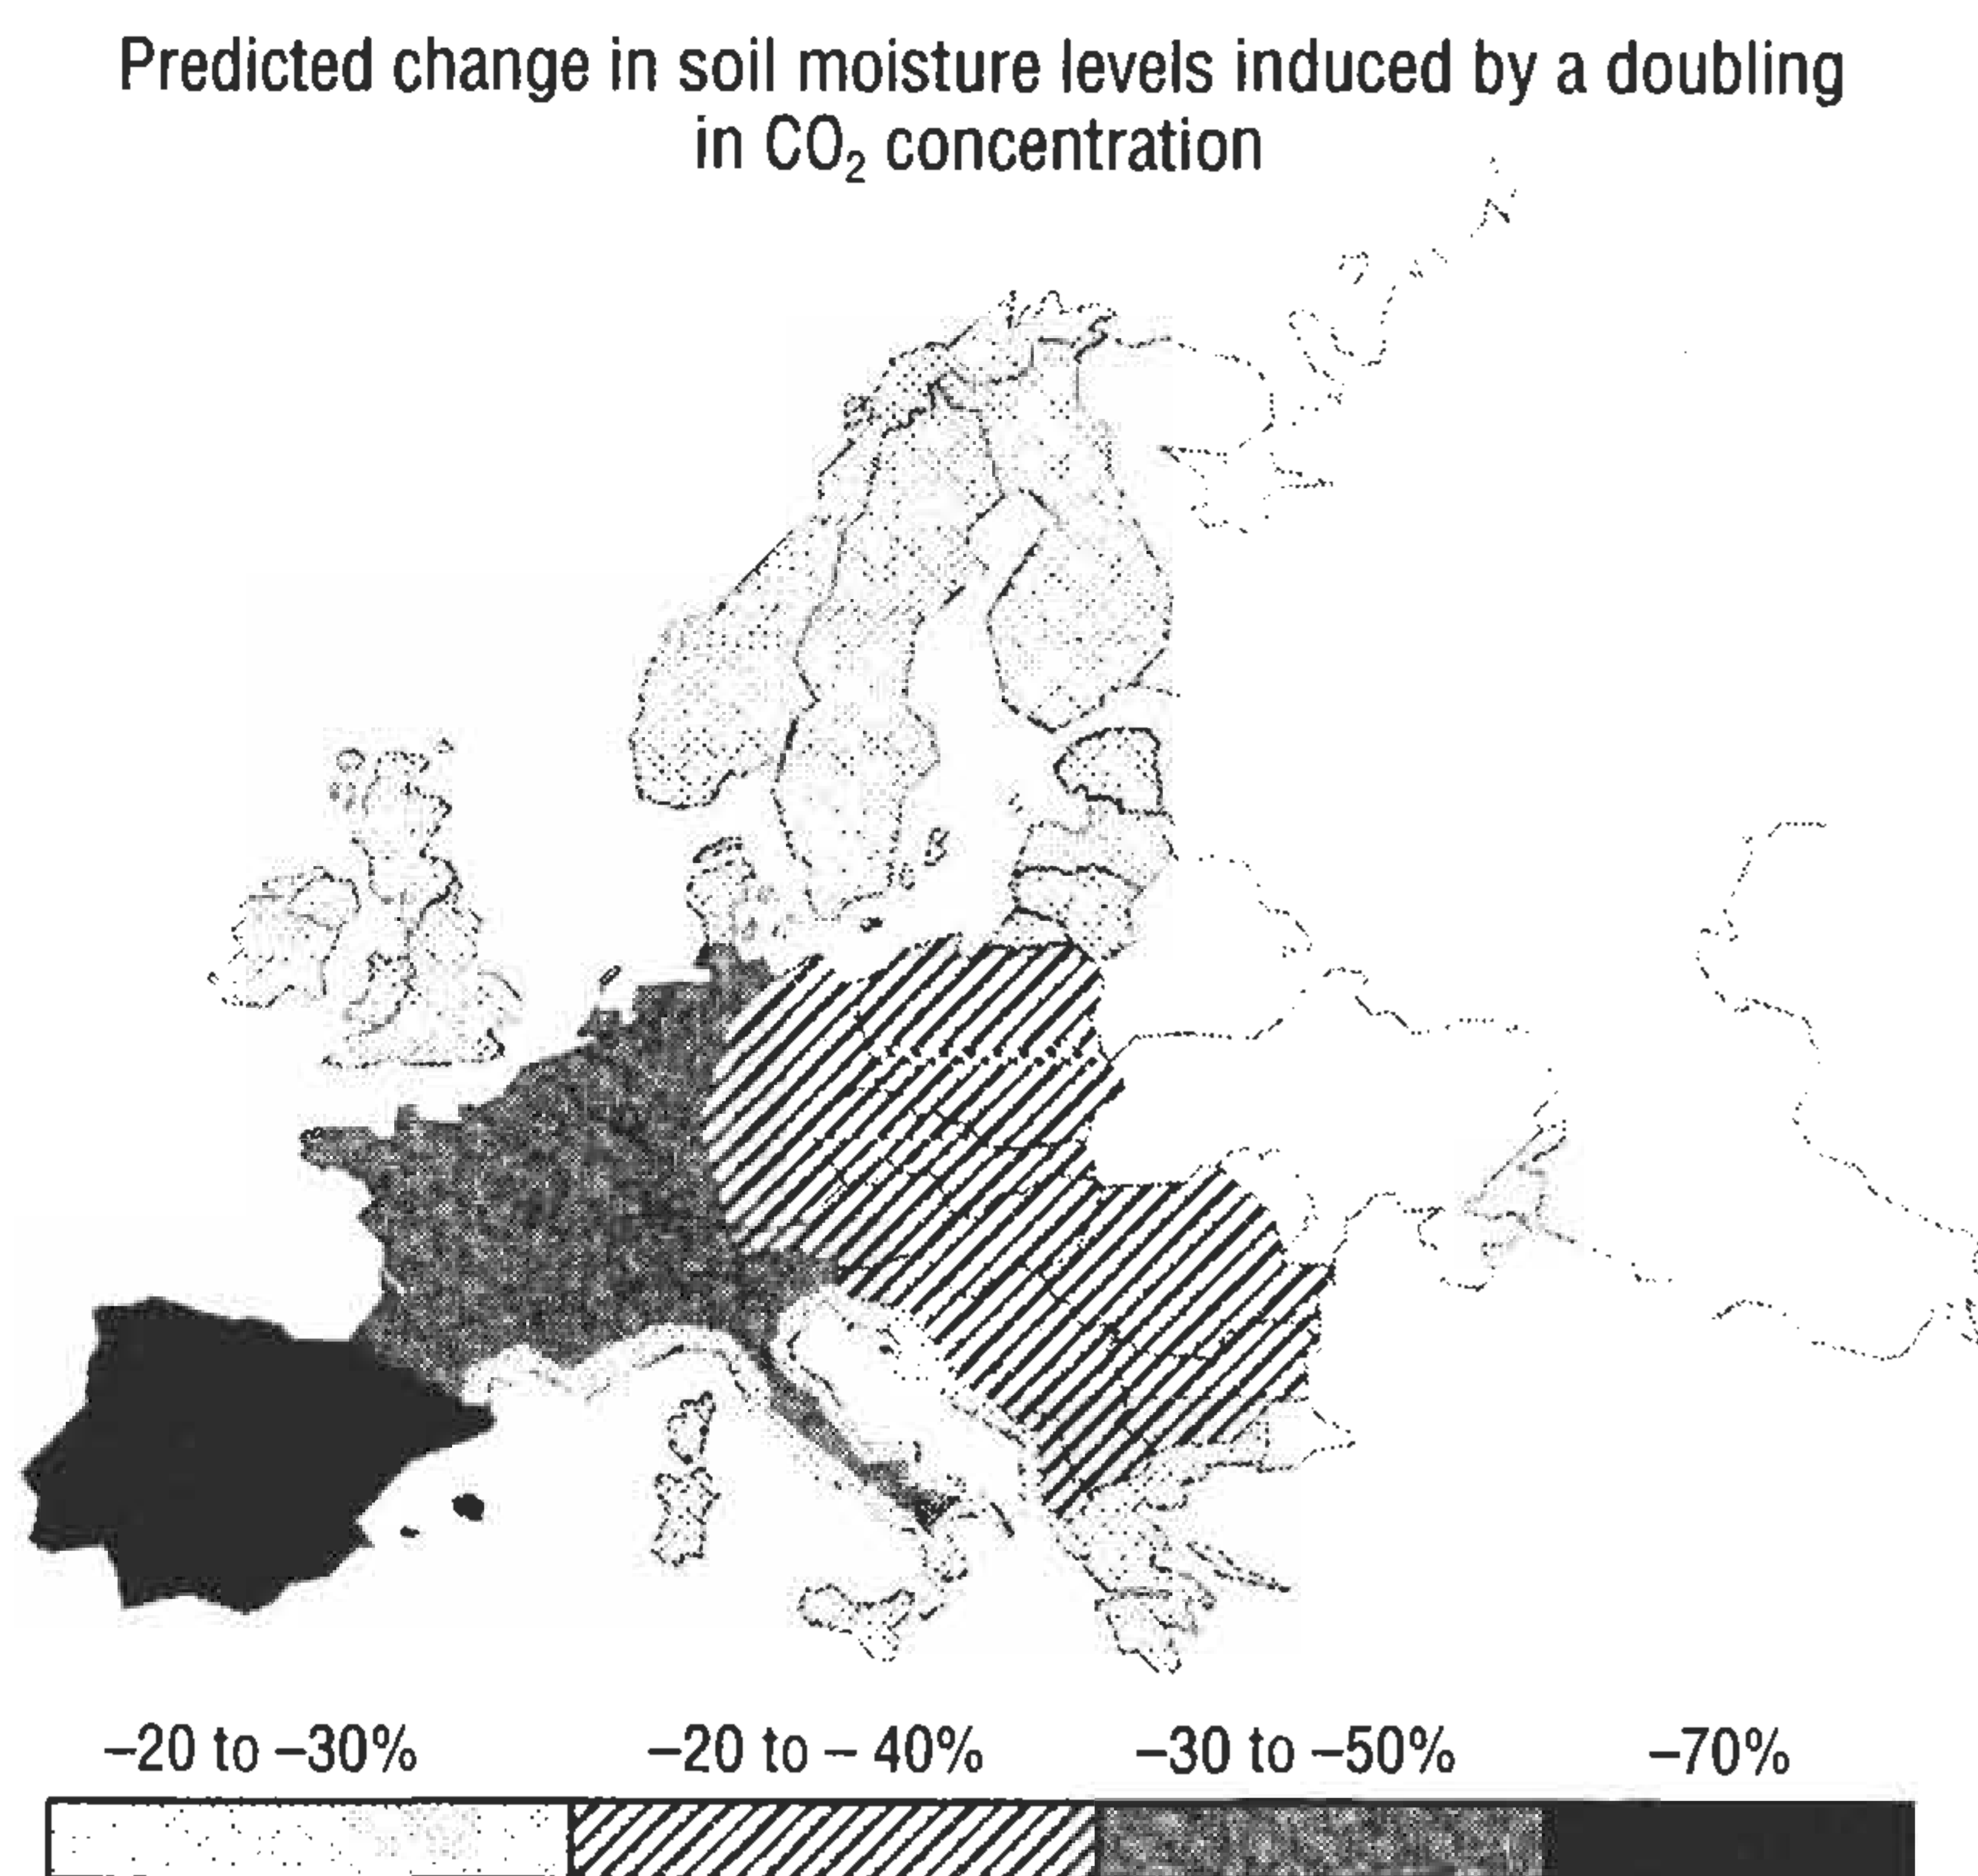 Predicted change in soil moisture levels induced by a doubling
in CO₂ concentration
–20 to –30%
–20 to – 40%
–30 to –50%
–70%